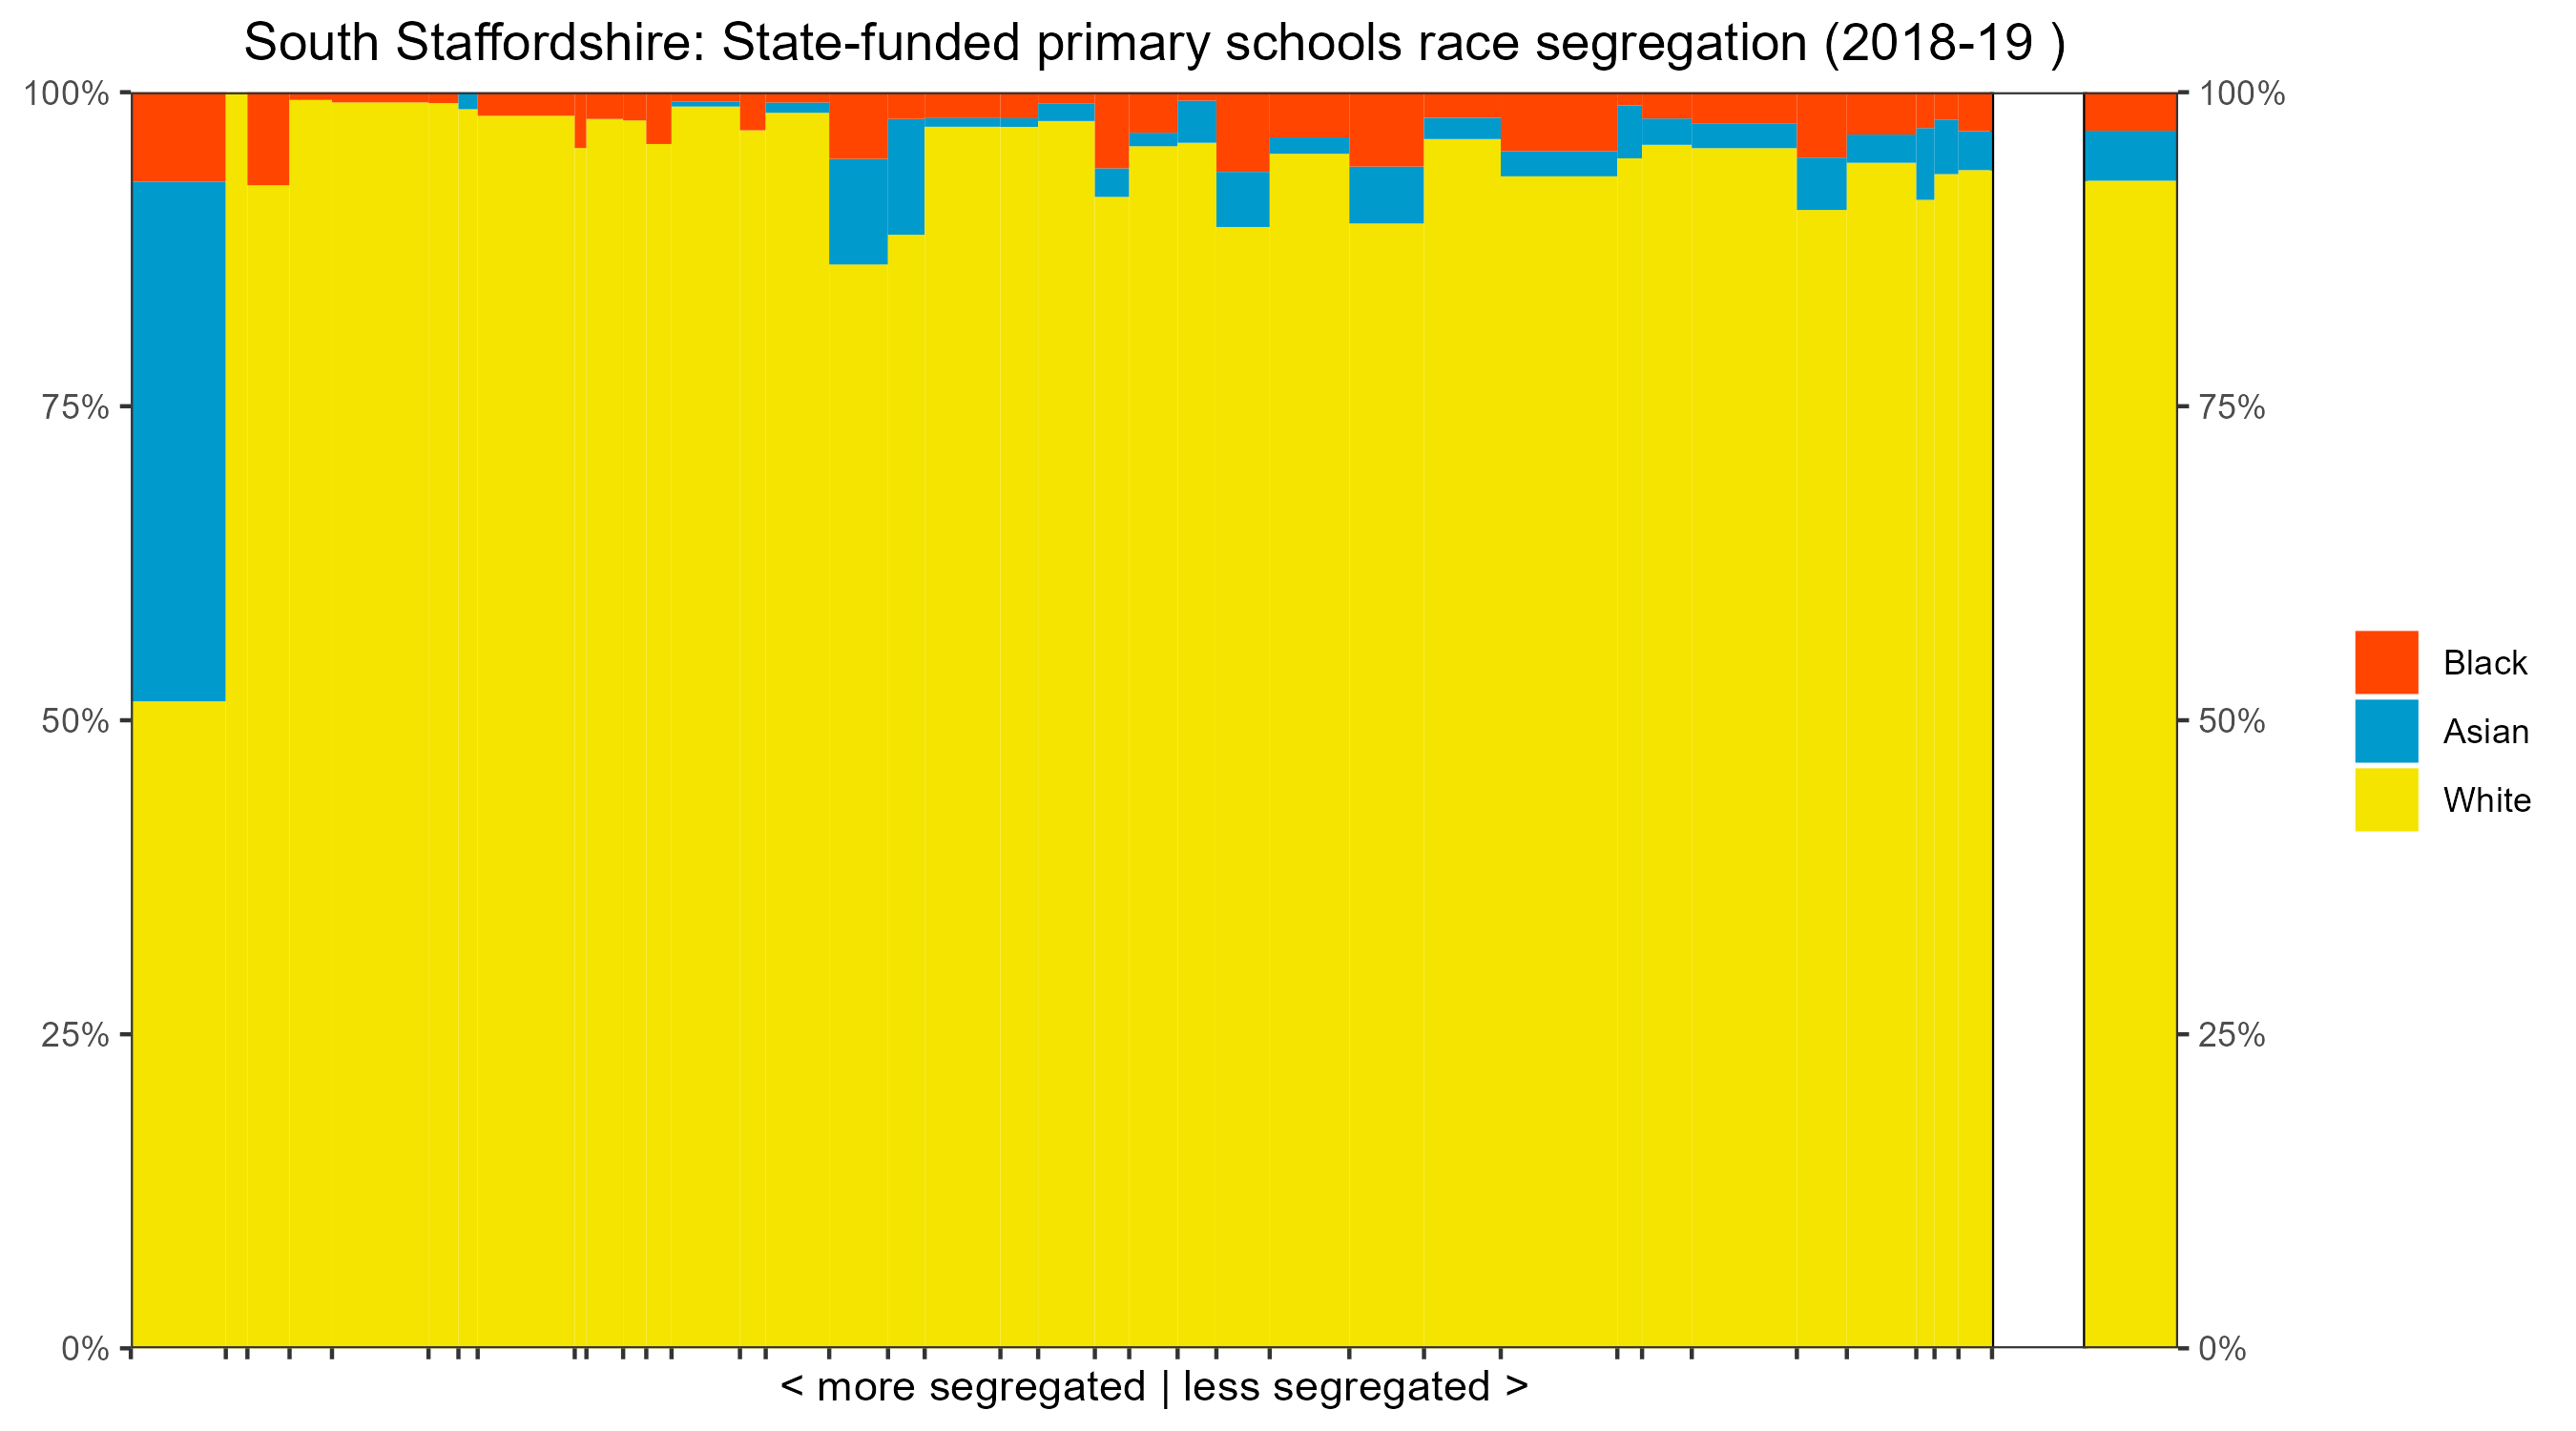 South Staffordshire: State-funded primary schools race segregation (2018-19 )
100%
75%
50%
25%
0%
100%
75%
50%
25%
0%
Black
Asian
White
< more segregated | less segregated >